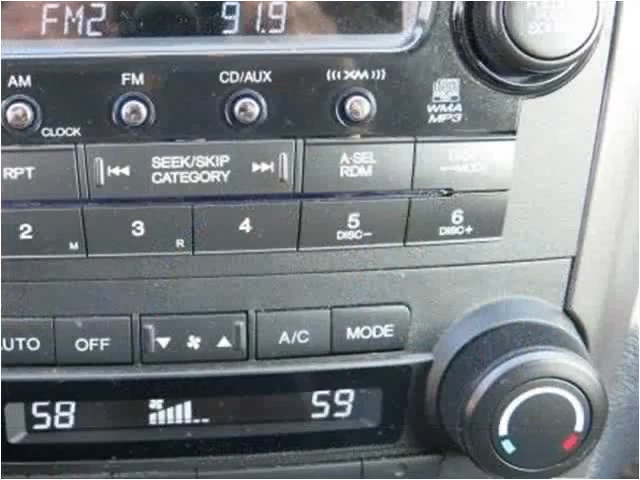 FM2 91.9
AM FM CD/AUX (((XM)))
CLOCK
WMA
MP3
RPT SEEK/SKIP
CATEGORY
A-SEL
RDM
2 M 3 R 4 5 DISC- 6 DISC+
AUTO OFF A/C MODE
58 59